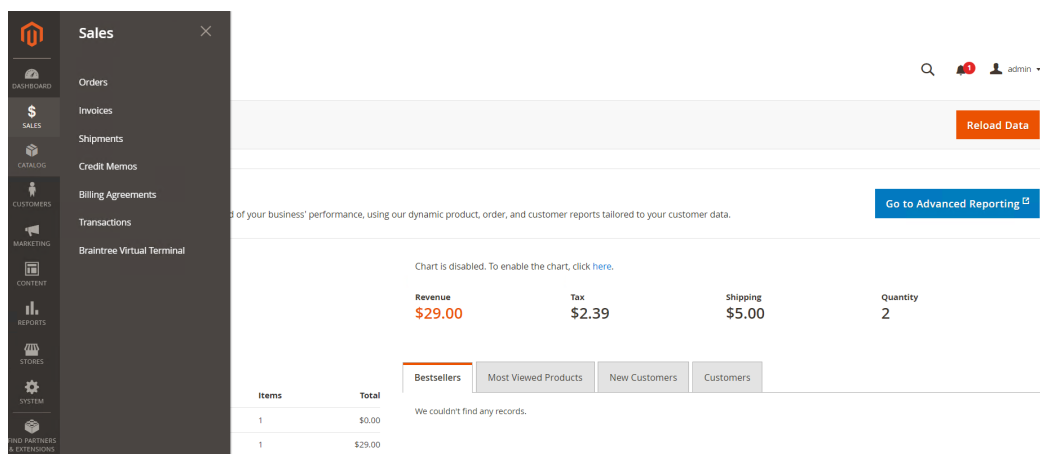 Sales
DASHBOARD
SALES
CATALOG
CUSTOMERS
MARKETING
CONTENT
REPORTS
STORES
SYSTEM
FIND PARTNERS
& EXTENSIONS
Orders
Invoices
Shipments
Credit Memos
Billing Agreements
Transactions
Braintree Virtual Terminal
1
admin
Reload Data
d of your business' performance, using our dynamic product, order, and customer reports tailored to your customer data.
Go to Advanced Reporting
Chart is disabled. To enable the chart, click here.
Revenue Tax Shipping Quantity
$29.00 $2.39 $5.00 2
Items Total
1 $0.00
1 $29.00
Bestsellers Most Viewed Products New Customers Customers
We couldn't find any records.